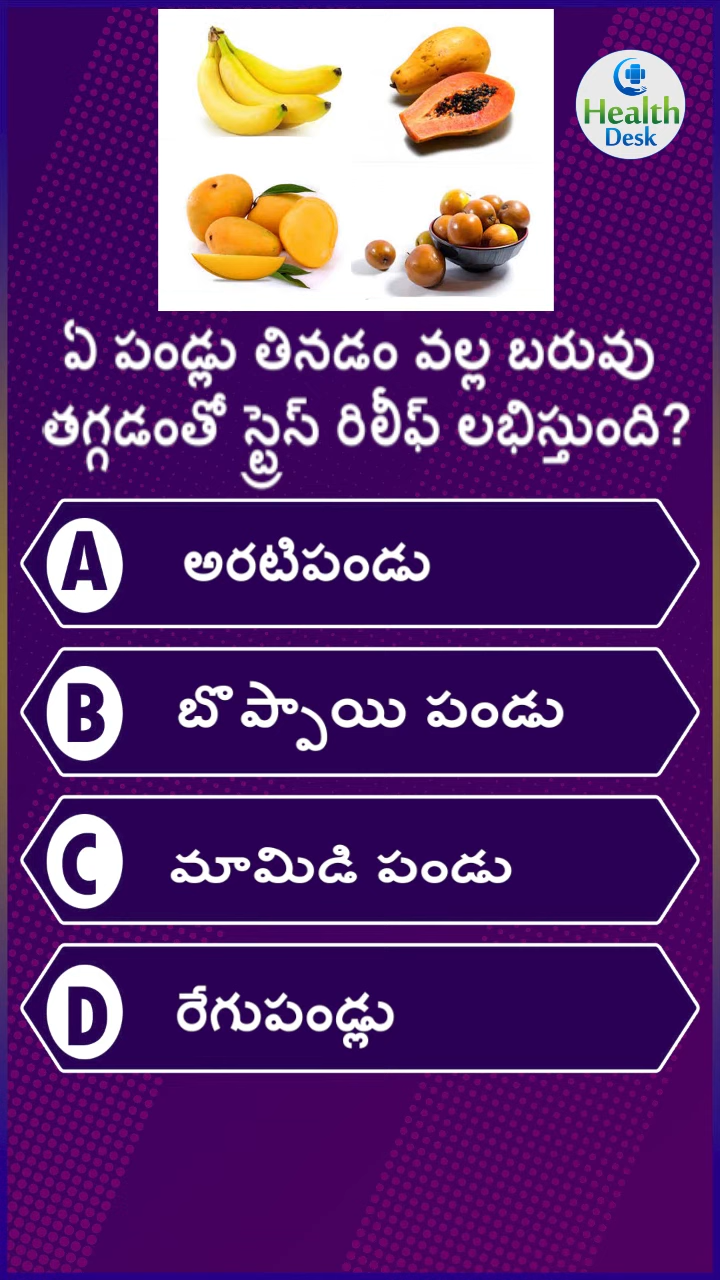 Health
Desk
ఏ పండ్లు తినడం వల్ల బరువు
తగ్గడంతో స్ట్రెస్ రిలీఫ్ లభిస్తుంది?
A అరటిపండు
B బొప్పాయి పండు
C మామిడి పండు
D రేగుపండ్లు